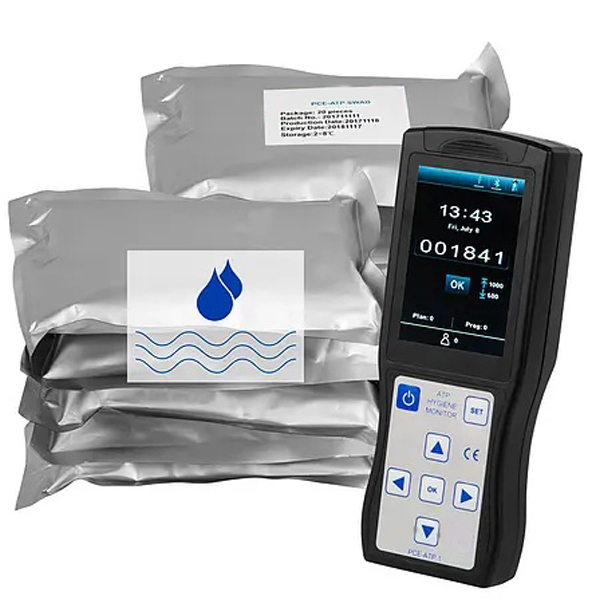 PCE-ATP SWAB
Package: 20 pieces
Batch No.: 20171111
Production Date:20171118
Expiry Date:20181117
Storage:2~8℃
13:43
Fri, July 8
001841
OK
1000
500
Plan: 0
Prog: 0
0
ATP
HYGIENE
MONITOR
SET
CE
OK
PCE-ATP 1